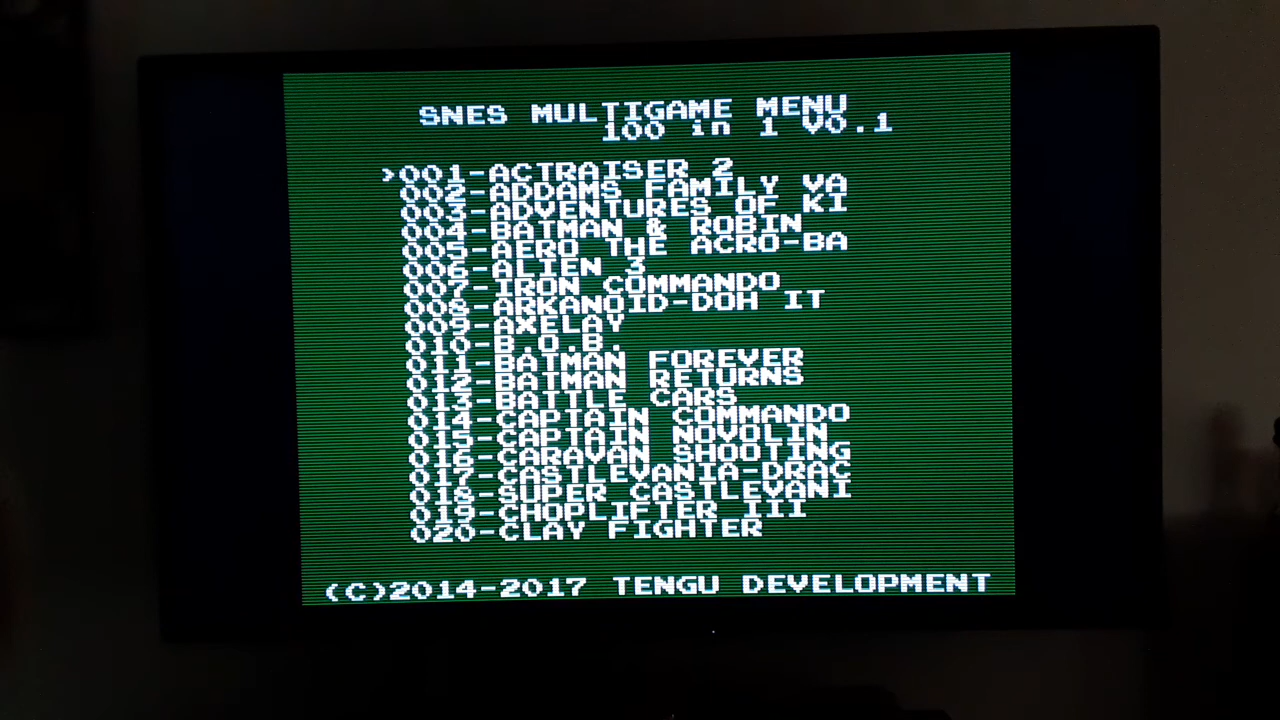 SNES MULTIGAME MENU
100 in 1 V0.1
>001-ACTRAISER 2
002-ADDAMS FAMILY VA
003-ADVENTURES OF KI
004-BATMAN & ROBIN
005-AERO THE ACRO-BA
006-ALIEN 3
007-IRON COMMANDO
008-ARKANOID-DOH IT
009-AXELAY
010-B.O.B.
011-BATMAN FOREVER
012-BATMAN RETURNS
013-BATTLE CARS
014-CAPTAIN COMMANDO
015-CAPTAIN NOVOLIN
016-CARAVAN SHOOTING
017-CASTLEVANIA-DRAC
018-SUPER CASTLEVANI
019-CHOPLIFTER III
020-CLAY FIGHTER
(C)2014-2017 TENGU DEVELOPMENT